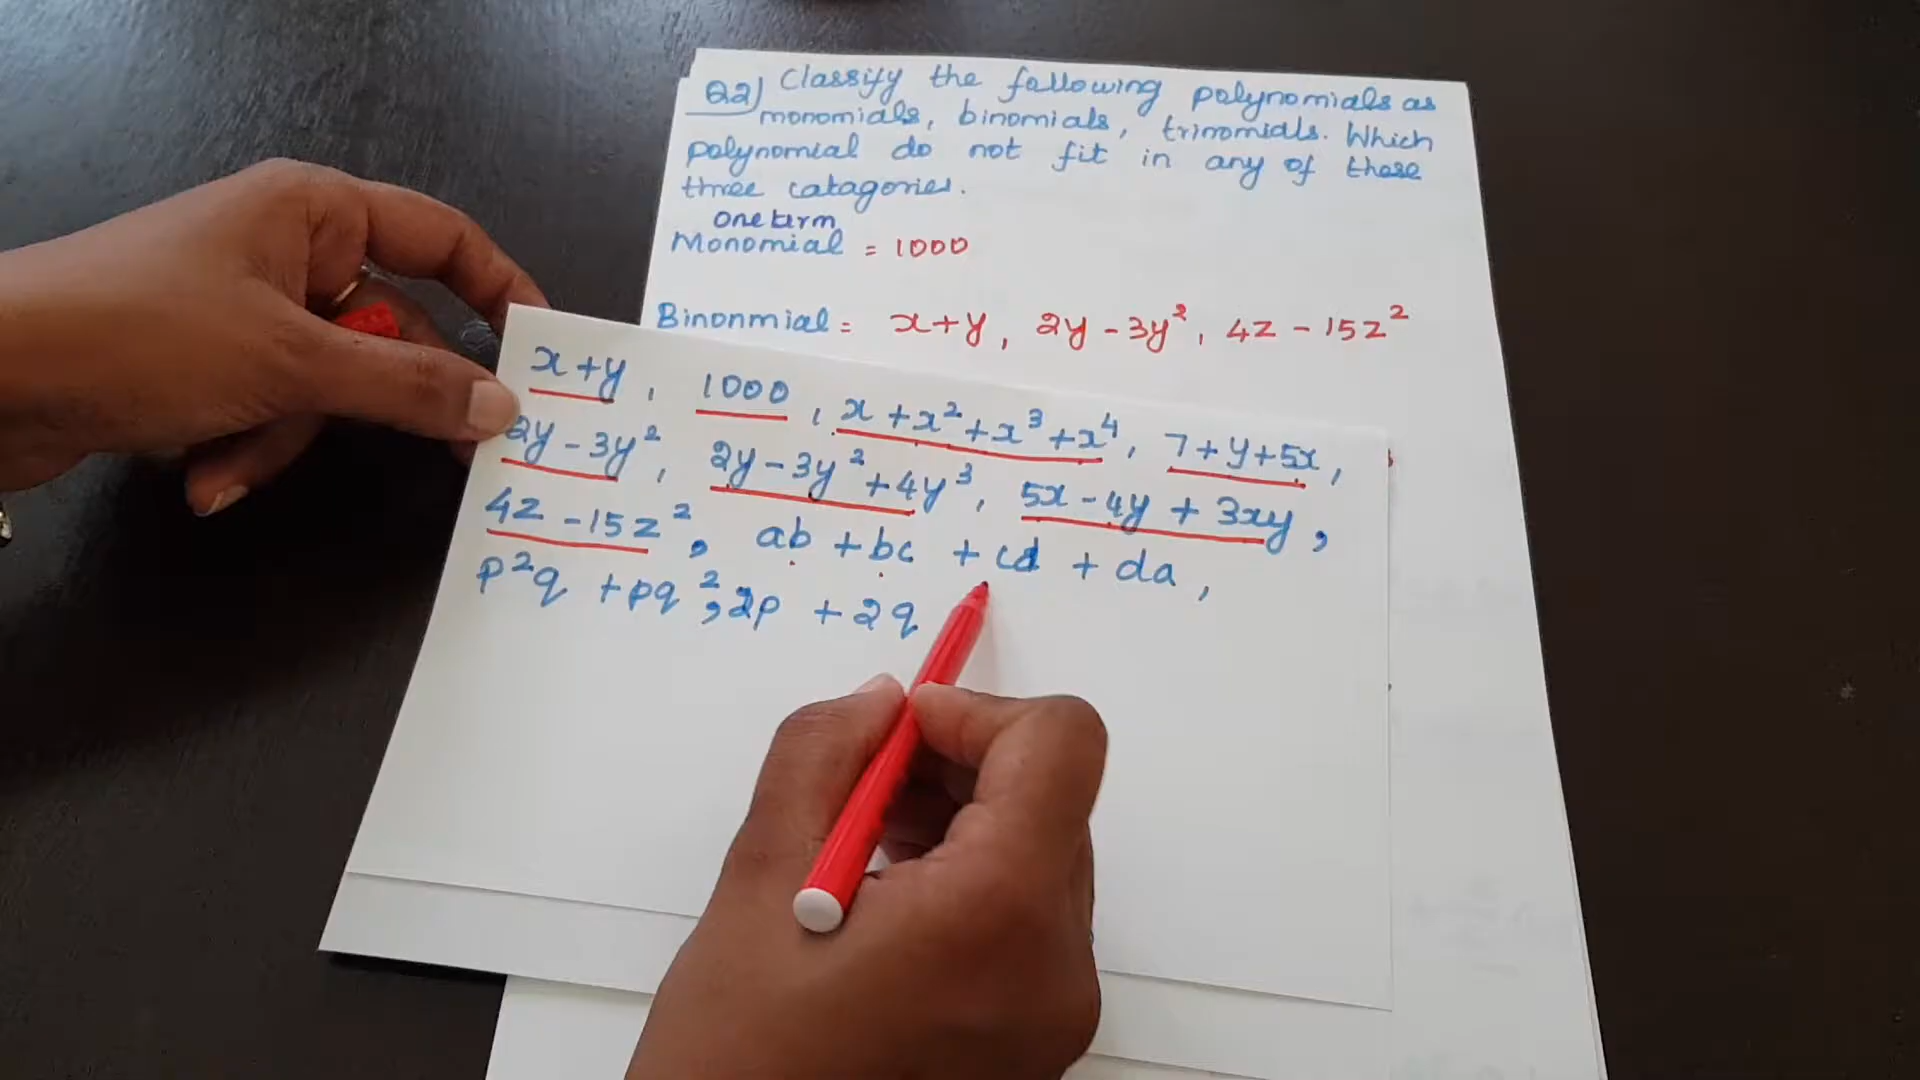 Q2) Classify the following polynomials as
monomials, binomials, trinomials. Which
polynomial do not fit in any of these
three catagories.
One term
Monomial = 1000
Binonmial = x+y, 2y - 3y², 4z - 15z²
x+y, 1000, x+x²+x³+x⁴, 7+y+5x,
2y-3y², 2y-3y²+4y³, 5x-4y+3xy,
4z-15z², ab+bc+cd+da,
p²q+pq², 2p+2q